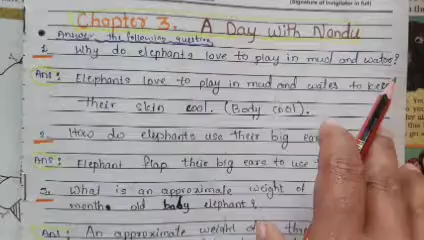 (Signature of Invigilator in full)
Chapter 3. A Day with Nandu
Answer the following question
1. Why do elephants love to play in mud and water?
Ans: Elephants love to play in mud and water to
their skin cool. (Body cool).
2. How do elephants use their big
Ans: Elephant flap their big ears to use
3. What is an approximate weight of
month old baby elephant?
Ans: An approximate weight of